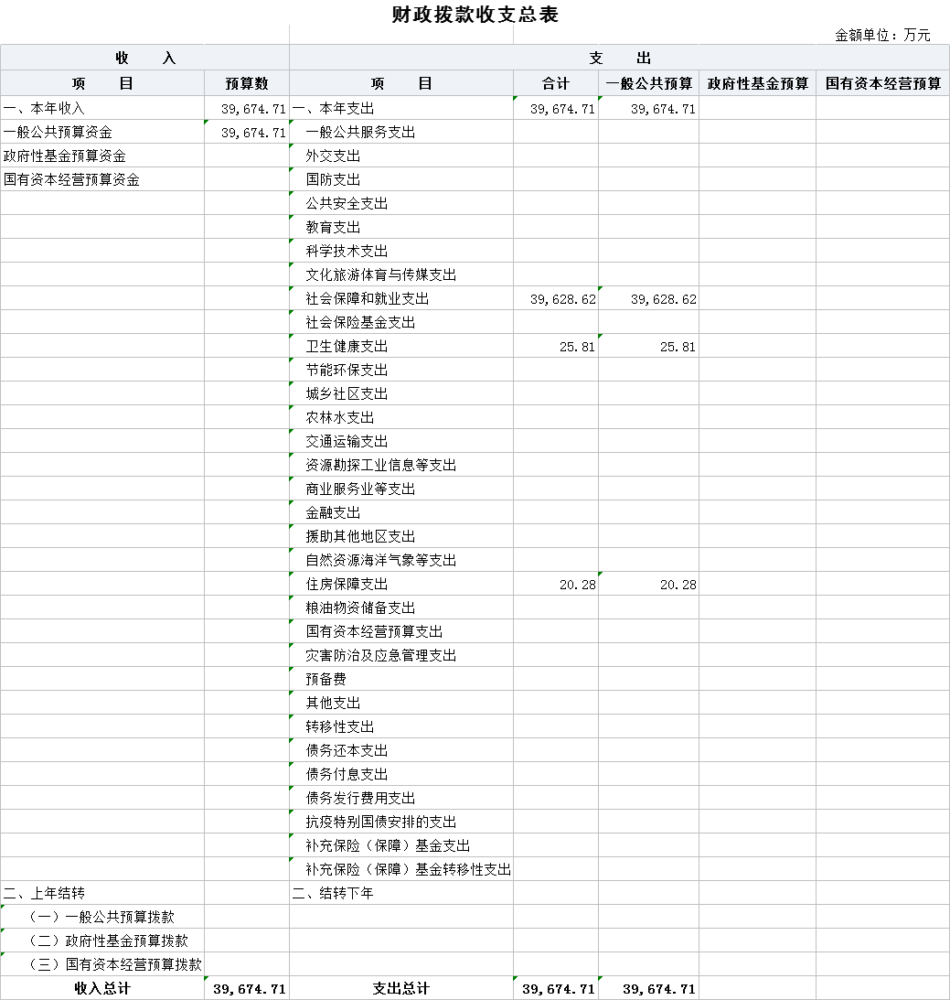 财政拨款收支总表
金额单位：万元
收 入 支 出
项 目 预算数 项 目 合计 一般公共预算 政府性基金预算 国有资本经营预算
一、本年收入 39,674.71 一、本年支出 39,674.71 39,674.71
一般公共预算资金 39,674.71 一般公共服务支出
政府性基金预算资金 外交支出
国有资本经营预算资金 国防支出
公共安全支出
教育支出
科学技术支出
文化旅游体育与传媒支出
社会保障和就业支出 39,628.62 39,628.62
社会保险基金支出
卫生健康支出 25.81 25.81
节能环保支出
城乡社区支出
农林水支出
交通运输支出
资源勘探工业信息等支出
商业服务业等支出
金融支出
援助其他地区支出
自然资源海洋气象等支出
住房保障支出 20.28 20.28
粮油物资储备支出
国有资本经营预算支出
灾害防治及应急管理支出
预备费
其他支出
转移性支出
债务还本支出
债务付息支出
债务发行费用支出
抗疫特别国债安排的支出
补充保险（保障）基金支出
补充保险（保障）基金转移性支出
二、上年结转 二、结转下年
（一）一般公共预算拨款
（二）政府性基金预算拨款
（三）国有资本经营预算拨款
收入总计 39,674.71 支出总计 39,674.71 39,674.71